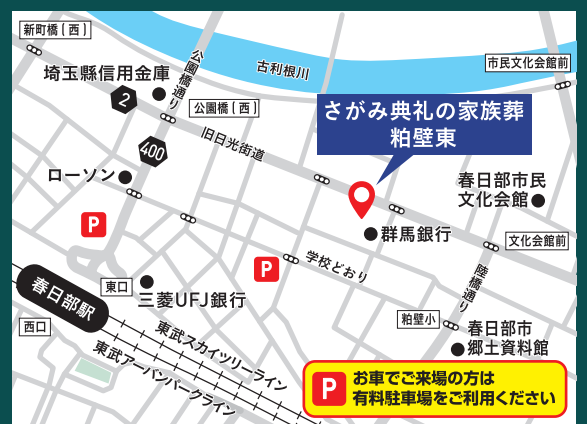 新町橋(西)
古利根川
市民文化会館前
公園橋通り
埼玉縣信用金庫
2
公園橋(西)
さがみ典礼の家族葬
粕壁東
旧日光街道
400
ローソン
春日部市民
文化会館
P
群馬銀行
文化会館前
P
学校どおり
陸橋通り
東口
三菱UFJ銀行
春日部駅
西口
粕壁小
春日部市
郷土資料館
東武スカイツリーライン
東武アーバンパークライン
P
お車でご来場の方は
有料駐車場をご利用ください